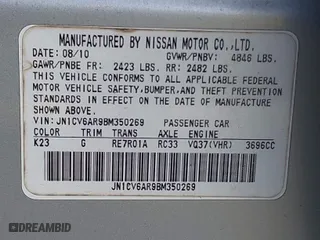 MANUFACTURED BY NISSAN MOTOR CO.,LTD.
DATE: 08/10 GVWR/PNBV: 4846 LBS.
GAWR/PNBE FR: 2423 LBS. RR: 2482 LBS.
THIS VEHICLE CONFORMS TO ALL APPLICABLE FEDERAL
MOTOR VEHICLE SAFETY,BUMPER,AND THEFT PREVENTION
STANDARDS IN EFFECT ON THE DATE OF MANUFACTURE
SHOWN ABOVE.
VIN: JN1CV6AR9BM350269 PASSENGER CAR
COLOR TRIM TRANS AXLE ENGINE
K23 G RE7R01A RC33 VQ37(VHR) 3696CC
JN1CV6AR9BM350269
DREAMBID